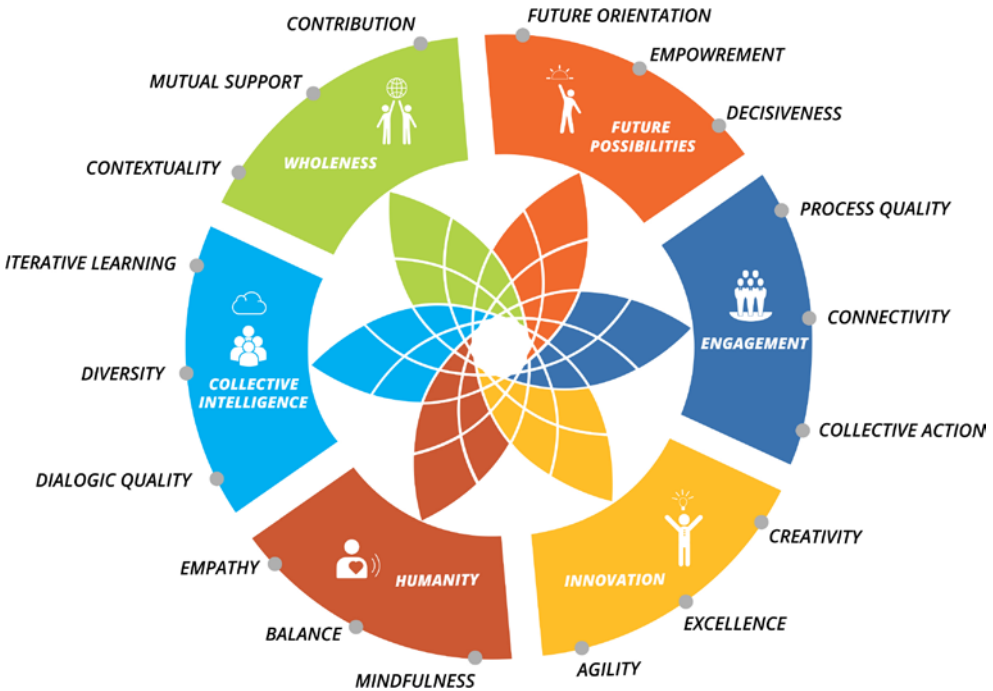 CONTRIBUTION
MUTUAL SUPPORT
CONTEXTUALITY
WHOLENESS
FUTURE ORIENTATION
EMPOWREMENT
DECISIVENESS
FUTURE
POSSIBILITIES
PROCESS QUALITY
CONNECTIVITY
COLLECTIVE ACTION
ENGAGEMENT
CREATIVITY
EXCELLENCE
AGILITY
INNOVATION
MINDFULNESS
BALANCE
EMPATHY
HUMANITY
DIALOGIC QUALITY
DIVERSITY
ITERATIVE LEARNING
COLLECTIVE
INTELLIGENCE